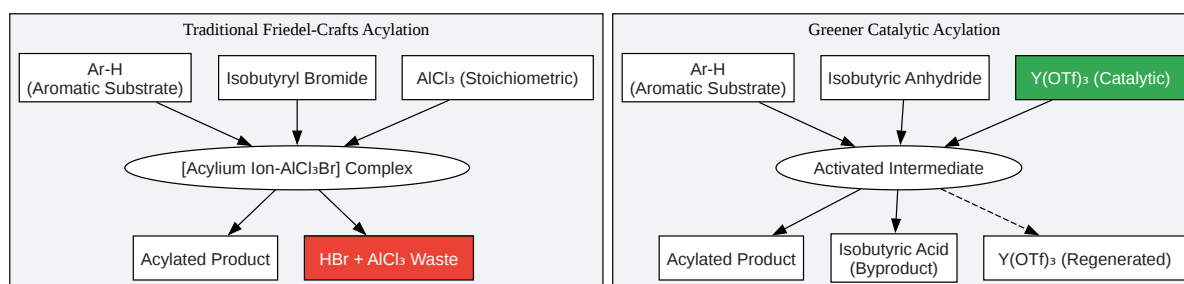 Traditional Friedel-Crafts Acylation
Ar-H
(Aromatic Substrate)
Isobutyryl Bromide
AlCl₃ (Stoichiometric)
[Acylium Ion-AlCl₃Br] Complex
Acylated Product
HBr + AlCl₃ Waste
Greener Catalytic Acylation
Ar-H
(Aromatic Substrate)
Isobutyric Anhydride
Y(OTf)₃ (Catalytic)
Activated Intermediate
Acylated Product
Isobutyric Acid
(Byproduct)
Y(OTf)₃ (Regenerated)